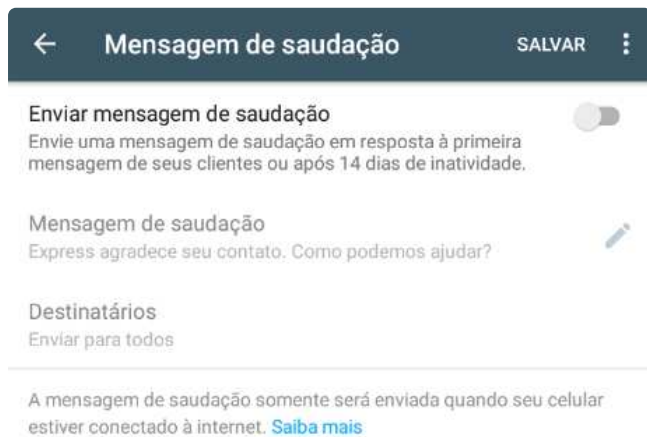 Mensagem de saudação SALVAR
Enviar mensagem de saudação
Envie uma mensagem de saudação em resposta à primeira
mensagem de seus clientes ou após 14 dias de inatividade.
Mensagem de saudação
Express agradece seu contato. Como podemos ajudar?
Destinatários
Enviar para todos
A mensagem de saudação somente será enviada quando seu celular
estiver conectado à internet. Saiba mais